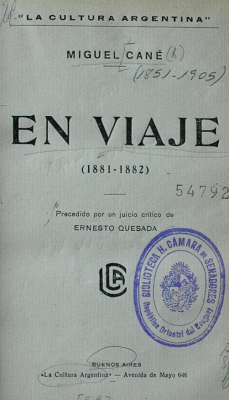 "LA CULTURA ARGENTINA"
MIGUEL CANÉ (h)
(1851-1905)
EN VIAJE
(1881-1882)
54792
Precedido por un juicio crítico de
ERNESTO QUESADA
BIBLIOTECA H. CÁMARA DE SENADORES
República Oriental del Uruguay
BUENOS AIRES
«La Cultura Argentina» — Avenida de Mayo 646